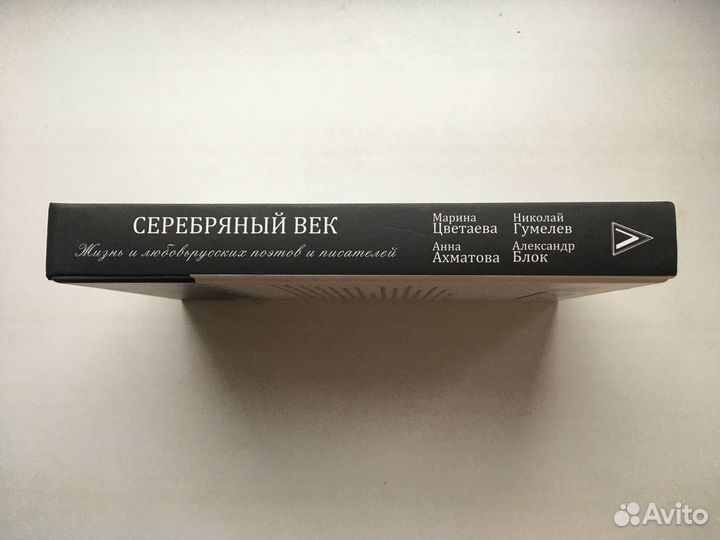 СЕРЕБРЯНЫЙ ВЕК
Жизнь и любовьрусских поэтов и писателей
Марина
Цветаева
Анна
Ахматова
Николай
Гумелев
Александр
Блок
Avito